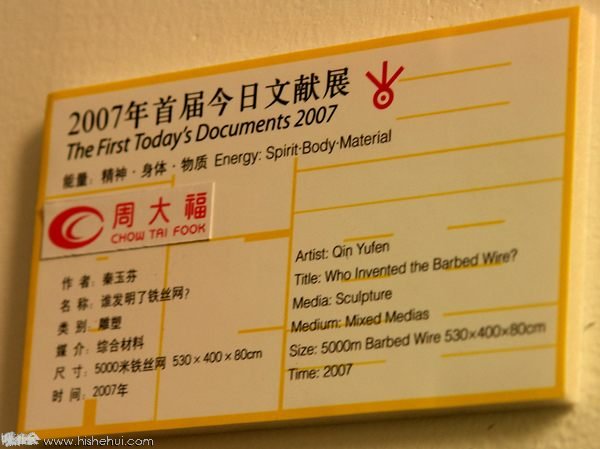 2007年首届今日文献展
The First Today's Documents 2007
能量：精神·身体·物质 Energy: Spirit·Body·Material
周大福
CHOW TAI FOOK
作 者：秦玉芬
名 称：谁发明了铁丝网？
类 别：雕塑
媒 介：综合材料
尺 寸：5000米铁丝网 530×400×80cm
时 间：2007年
Artist: Qin Yufen
Title: Who Invented the Barbed Wire?
Media: Sculpture
Medium: Mixed Medias
Size: 5000m Barbed Wire 530×400×80cm
Time: 2007
www.hishehui.com